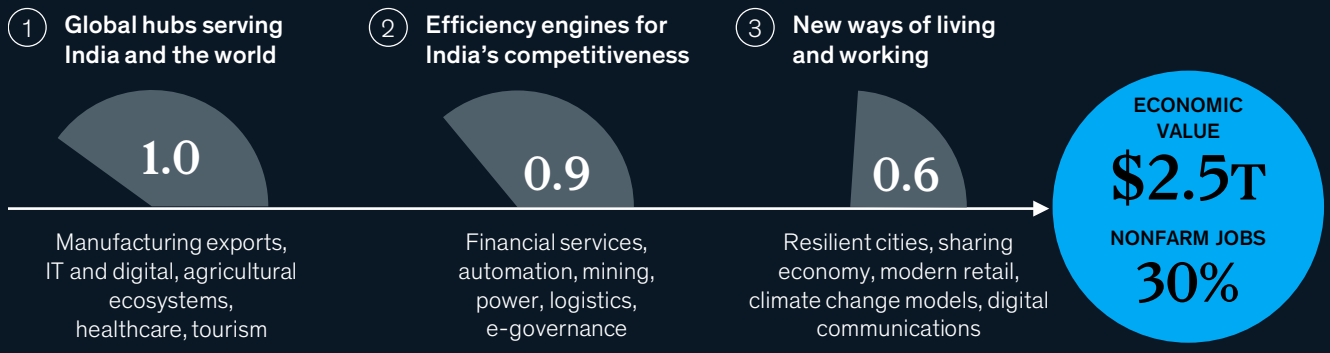 1
Global hubs serving
India and the world
1.0
Manufacturing exports,
IT and digital, agricultural
ecosystems,
healthcare, tourism
2
Efficiency engines for
India’s competitiveness
0.9
Financial services,
automation, mining,
power, logistics,
e-governance
3
New ways of living
and working
0.6
Resilient cities, sharing
economy, modern retail,
climate change models, digital
communications
ECONOMIC
VALUE
$2.5T
NONFARM JOBS
30%